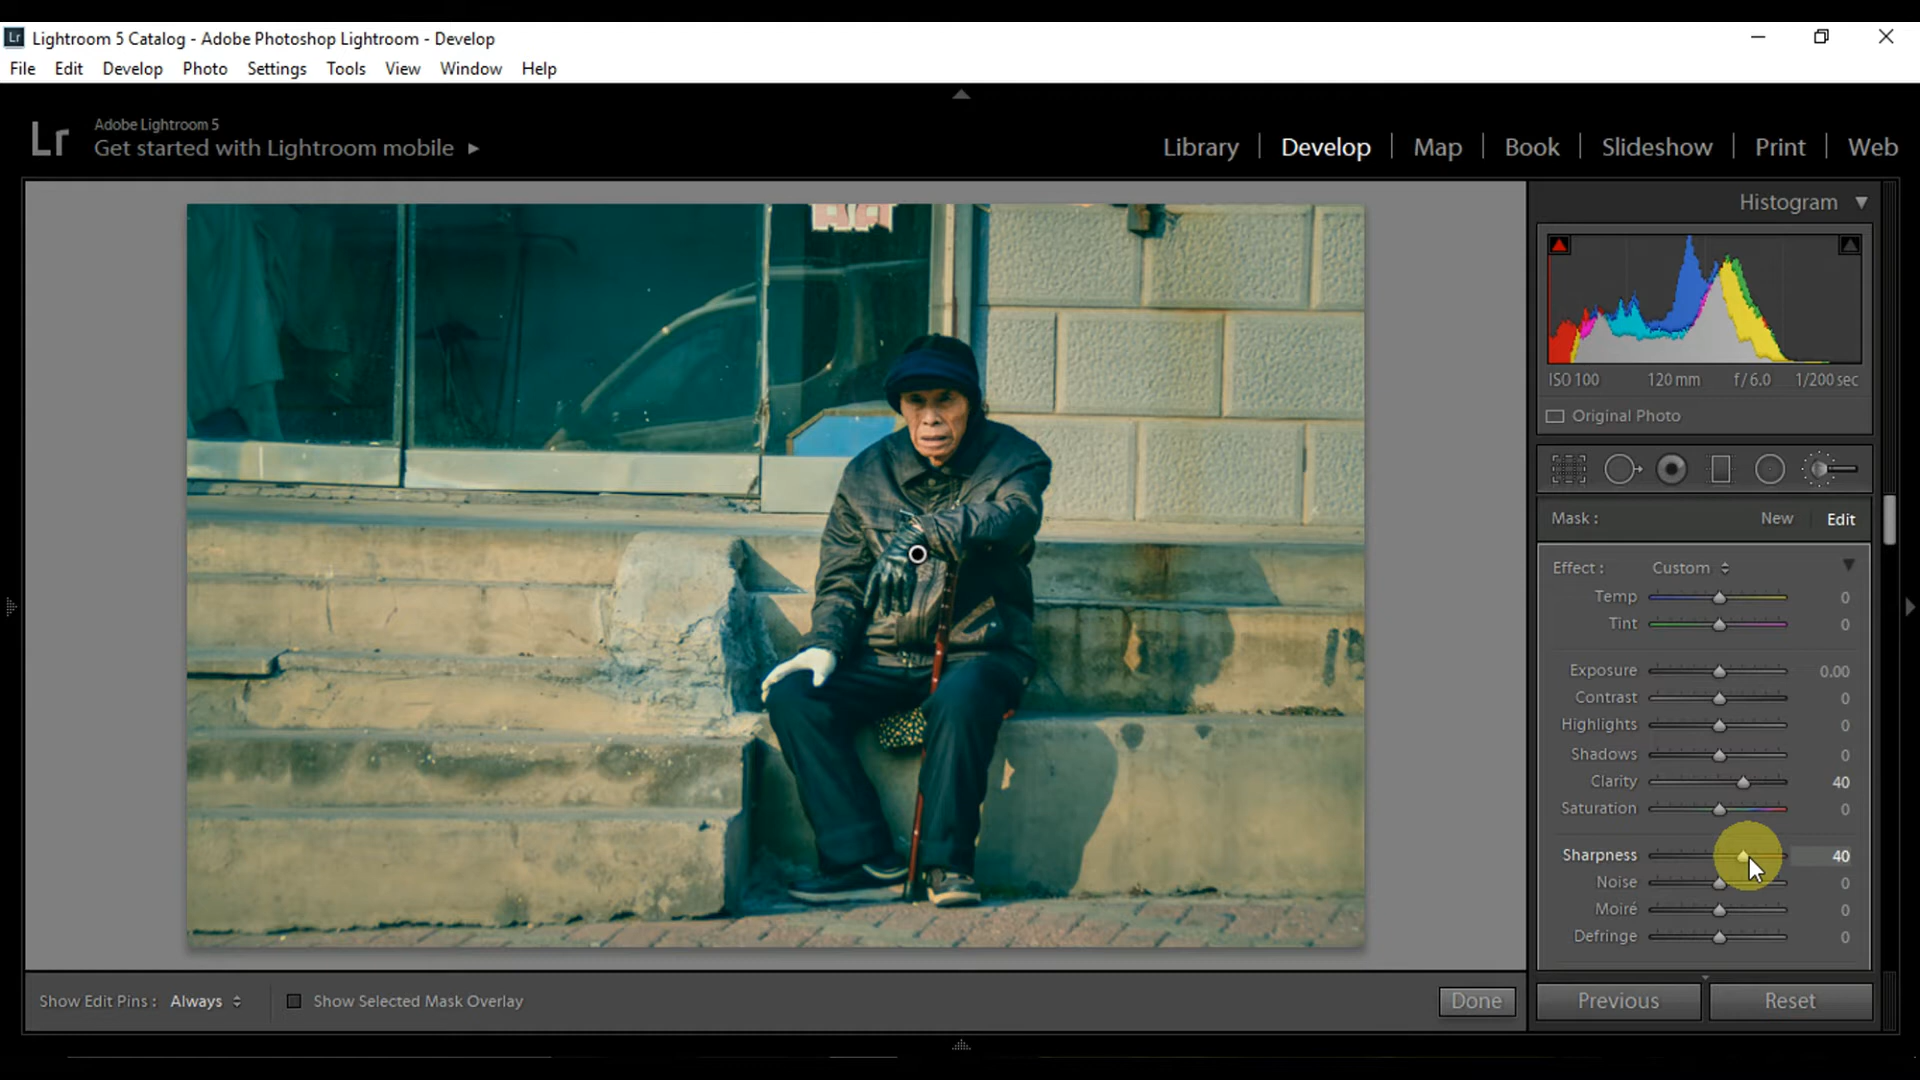 Lr Lightroom 5 Catalog - Adobe Photoshop Lightroom - Develop
File Edit Develop Photo Settings Tools View Window Help
Lr
Adobe Lightroom 5
Get started with Lightroom mobile ▸
Library | Develop | Map | Book | Slideshow | Print | Web
Histogram
ISO 100 120 mm f / 6.0 1/200 sec
Original Photo
Mask : New Edit
Effect : Custom
Temp 0
Tint 0
Exposure 0.00
Contrast 0
Highlights 0
Shadows 0
Clarity 40
Saturation 0
Sharpness 40
Noise 0
Moiré 0
Defringe 0
Show Edit Pins : Always Show Selected Mask Overlay Done
Previous Reset